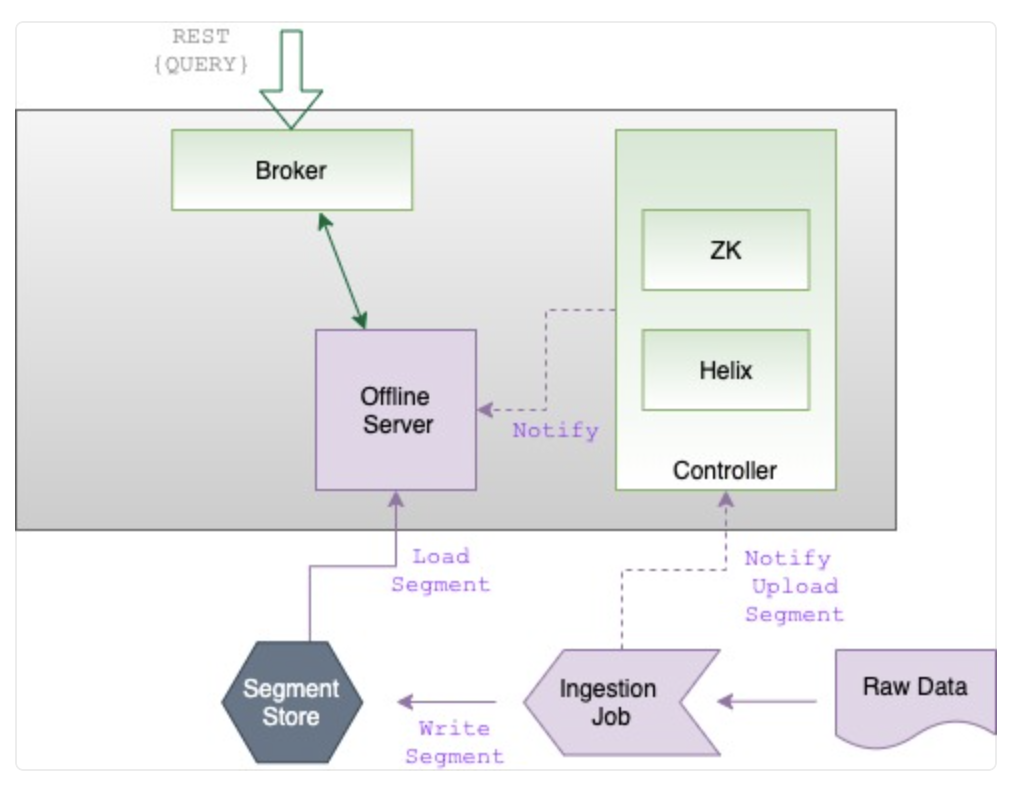 REST
{QUERY}
Broker
ZK
Helix
Controller
Offline
Server
Notify
Load
Segment
Notify
Upload
Segment
Segment
Store
Write
Segment
Ingestion
Job
Raw Data